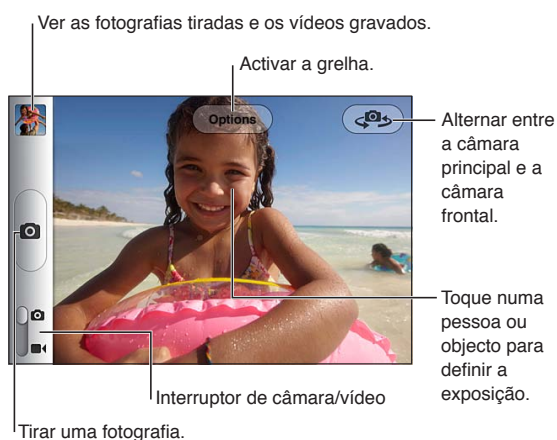 Ver as fotografias tiradas e os vídeos gravados.
Activar a grelha.
Options
Alternar entre
a câmara
principal e a
câmara
frontal.
Toque numa
pessoa ou
objecto para
definir a
exposição.
Interruptor de câmara/vídeo
Tirar uma fotografia.